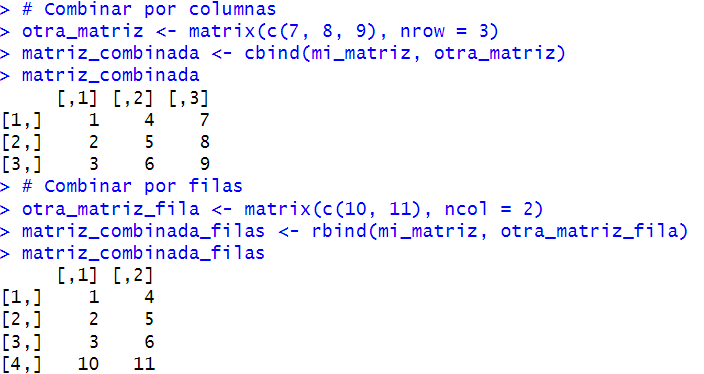 > # Combinar por columnas
> otra_matriz <- matrix(c(7, 8, 9), nrow = 3)
> matriz_combinada <- cbind(mi_matriz, otra_matriz)
> matriz_combinada
     [,1] [,2] [,3]
[1,]    1    4    7
[2,]    2    5    8
[3,]    3    6    9
> # Combinar por filas
> otra_matriz_fila <- matrix(c(10, 11), ncol = 2)
> matriz_combinada_filas <- rbind(mi_matriz, otra_matriz_fila)
> matriz_combinada_filas
     [,1] [,2]
[1,]    1    4
[2,]    2    5
[3,]    3    6
[4,]   10   11